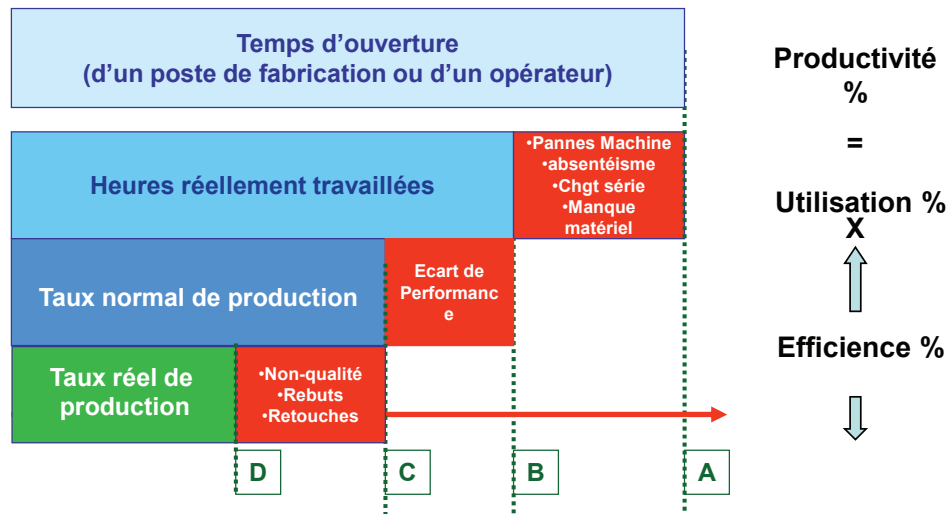 Temps d'ouverture
(d'un poste de fabrication ou d'un opérateur)
Productivité
%
=
Utilisation %
X
Efficience %
Heures réellement travaillées
•Pannes Machine
•absentéisme
•Chgt série
•Manque
matériel
Taux normal de production
Ecart de
Performanc
e
Taux réel de
production
•Non-qualité
•Rebuts
•Retouches
D
C
B
A